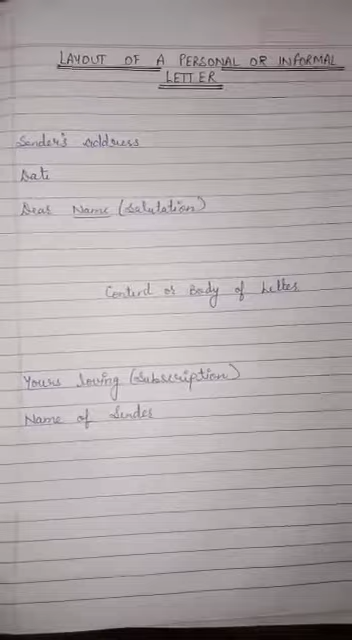 LAYOUT OF A PERSONAL OR INFORMAL
LETTER
Sender's Address
Date
Dear Name (Salutation)
Content or Body of Letter
Yours loving (Subscription)
Name of Sender